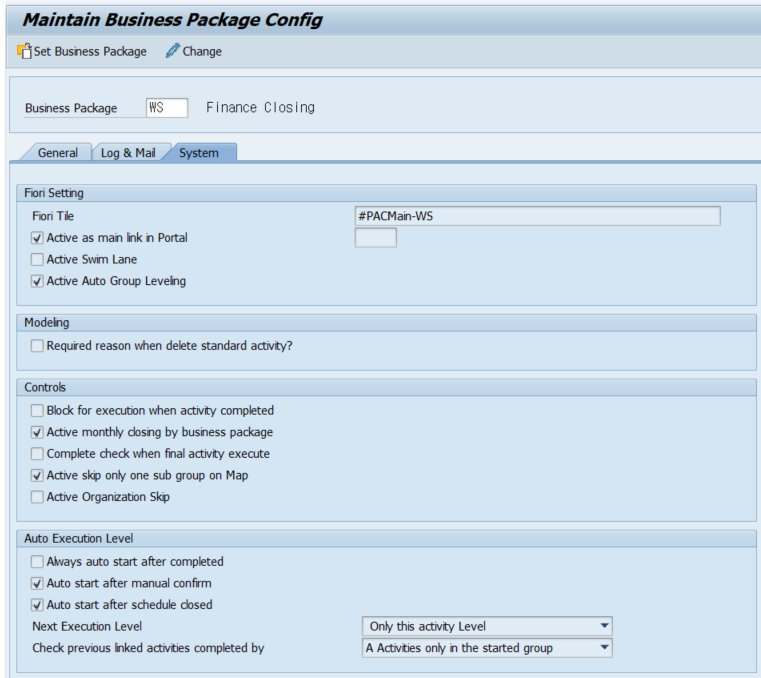 Maintain Business Package Config
Set Business Package Change
Business Package WS Finance Closing
General Log & Mail System
Fiori Setting
Fiori Tile #PACMain-WS
Active as main link in Portal
Active Swim Lane
Active Auto Group Leveling
Modeling
Required reason when delete standard activity?
Controls
Block for execution when activity completed
Active monthly closing by business package
Complete check when final activity execute
Active skip only one sub group on Map
Active Organization Skip
Auto Execution Level
Always auto start after completed
Auto start after manual confirm
Auto start after schedule closed
Next Execution Level Only this activity Level
Check previous linked activities completed by A Activities only in the started group